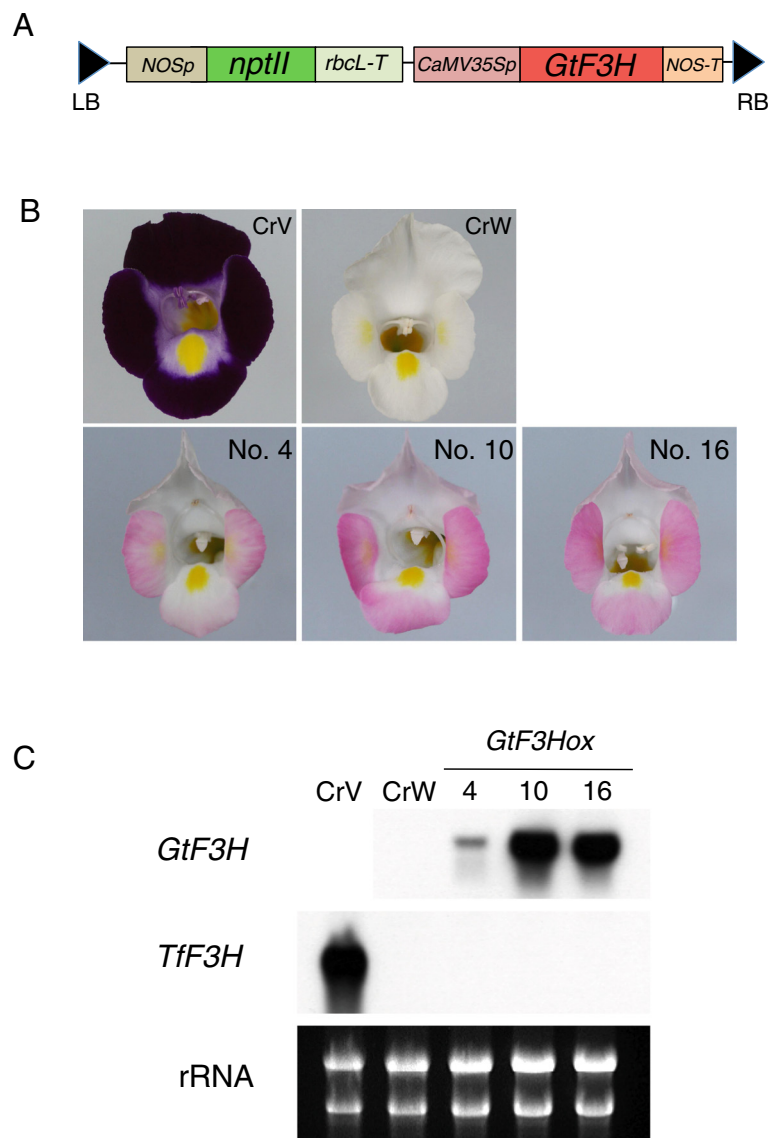 A
NOSp nptII rbcL-T CaMV35Sp GtF3H NOS-T
LB RB
B
CrV CrW
No. 4 No. 10 No. 16
C
GtF3Hox
CrV CrW 4 10 16
GtF3H
TfF3H
rRNA